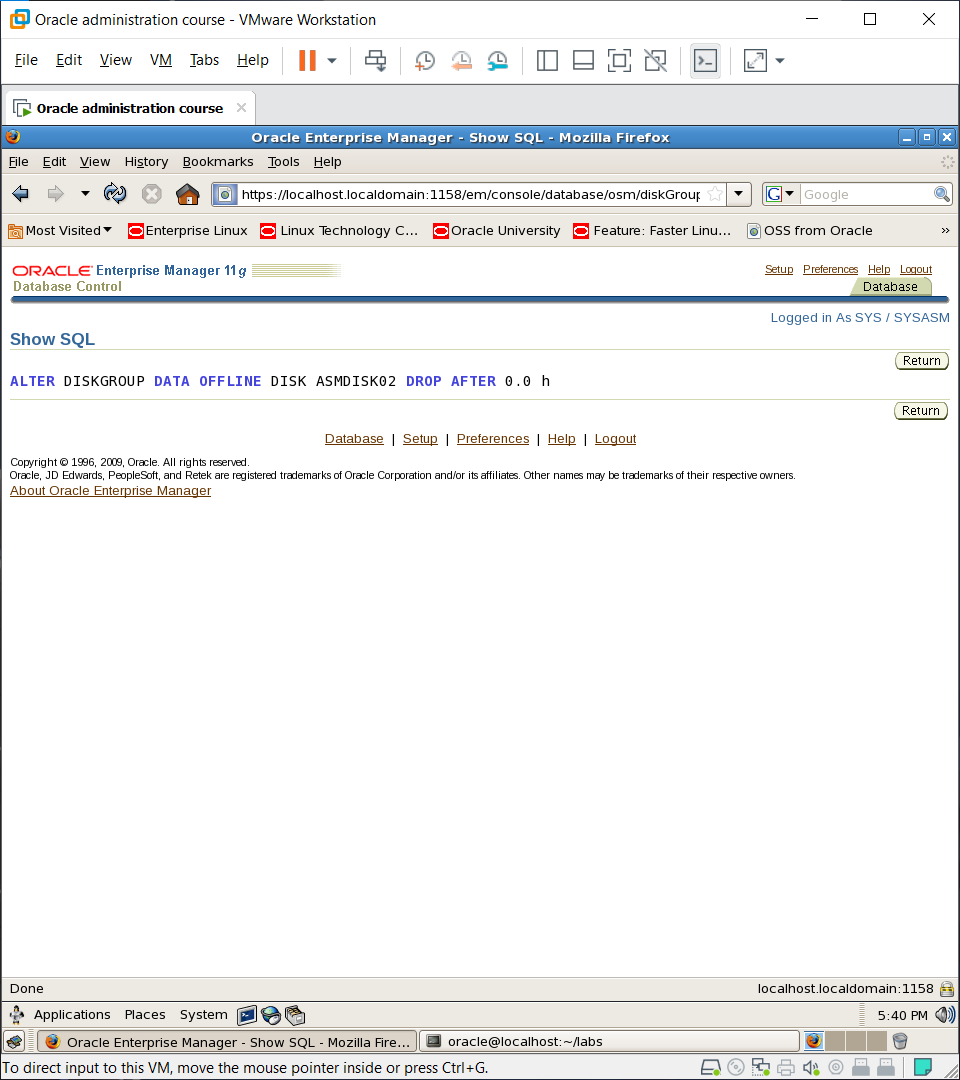 Oracle administration course - VMware Workstation
File Edit View VM Tabs Help
Oracle administration course
Oracle Enterprise Manager - Show SQL - Mozilla Firefox
File Edit View History Bookmarks Tools Help
https://localhost.localdomain:1158/em/console/database/osm/diskGroup
G Google
Most Visited Enterprise Linux Linux Technology C... Oracle University Feature: Faster Linu... OSS from Oracle »
ORACLE Enterprise Manager 11g
Setup Preferences Help Logout
Database Control
Database
Logged in As SYS / SYSASM
Show SQL
Return
ALTER DISKGROUP DATA OFFLINE DISK ASMDISK02 DROP AFTER 0.0 h
Return
Database | Setup | Preferences | Help | Logout
Copyright © 1996, 2009, Oracle. All rights reserved.
Oracle, JD Edwards, PeopleSoft, and Retek are registered trademarks of Oracle Corporation and/or its affiliates. Other names may be trademarks of their respective owners.
About Oracle Enterprise Manager
Done
localhost.localdomain:1158
Applications Places System
5:40 PM
Oracle Enterprise Manager - Show SQL - Mozilla Fire...
oracle@localhost:~/labs
To direct input to this VM, move the mouse pointer inside or press Ctrl+G.